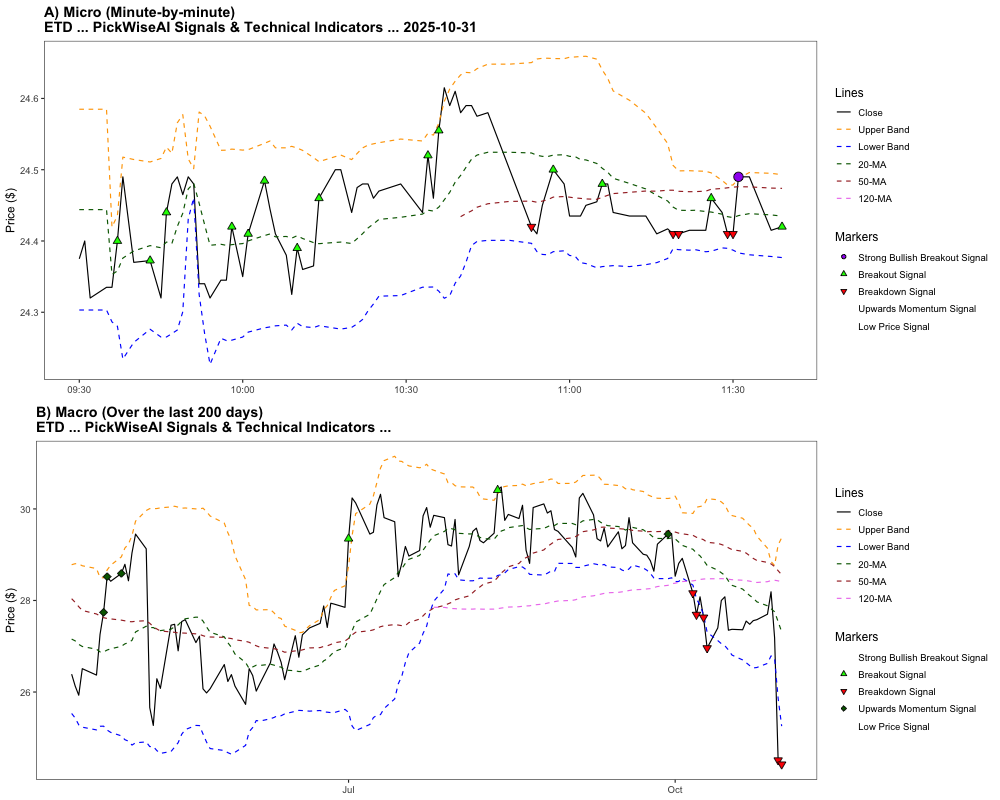 A) Micro (Minute-by-minute)
ETD ... PickWiseAI Signals & Technical Indicators ... 2025-10-31
Price ($)
24.6
24.5
24.4
24.3
09:30
10:00
10:30
11:00
11:30
Lines
Close
Upper Band
Lower Band
20-MA
50-MA
120-MA
Markers
Strong Bullish Breakout Signal
Breakout Signal
Breakdown Signal
Upwards Momentum Signal
Low Price Signal
B) Macro (Over the last 200 days)
ETD ... PickWiseAI Signals & Technical Indicators ...
Price ($)
30
28
26
Jul
Oct
Lines
Close
Upper Band
Lower Band
20-MA
50-MA
120-MA
Markers
Strong Bullish Breakout Signal
Breakout Signal
Breakdown Signal
Upwards Momentum Signal
Low Price Signal